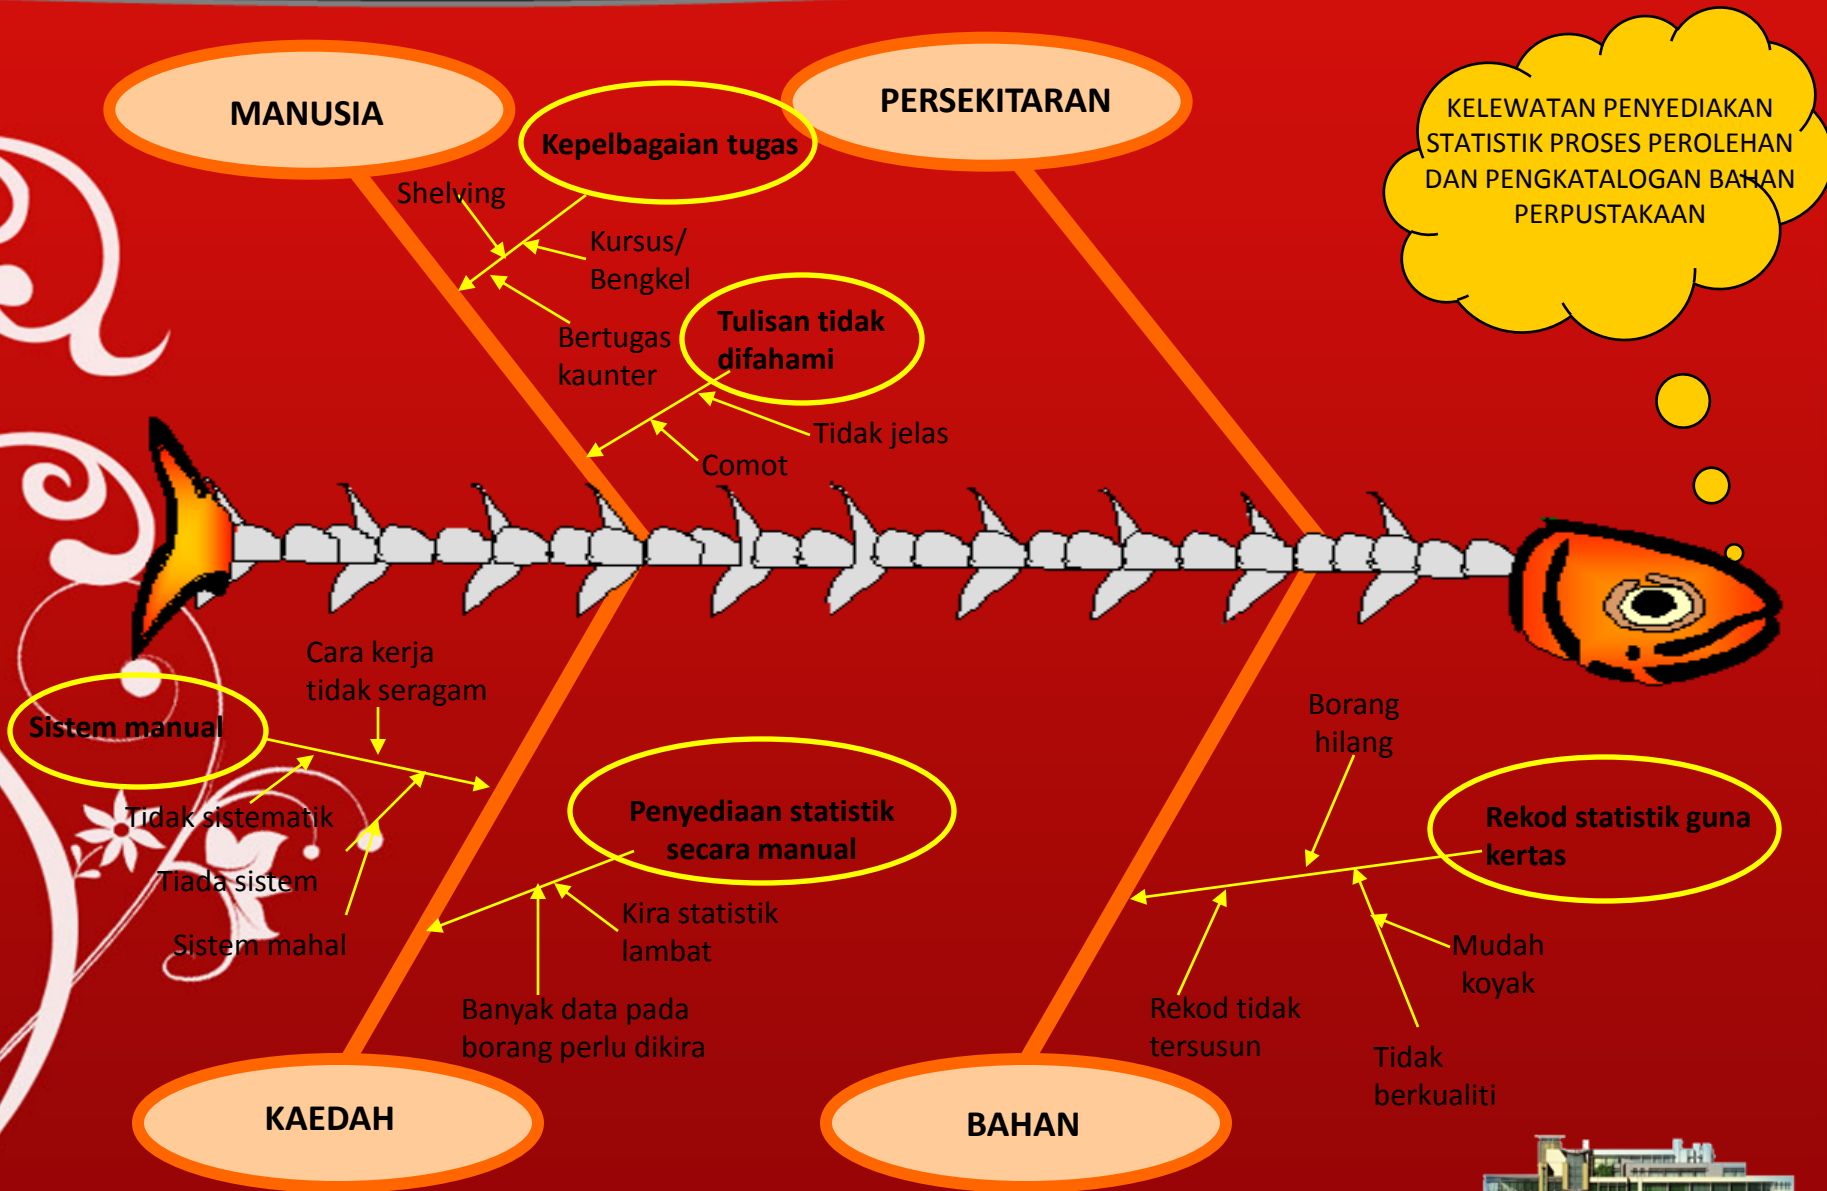 MANUSIA
PERSEKITARAN
KELEWATAN PENYEDIAKAN
STATISTIK PROSES PEROLEHAN
DAN PENGKATALOGAN BAHAN
PERPUSTAKAAN
Kepelbagaian tugas
Shelving
Kursus/
Bengkel
Bertugas
kaunter
Tulisan tidak
difahami
Tidak jelas
Comot
Cara kerja
tidak seragam
Sistem manual
Tidak sistematik
Tiada sistem
Sistem mahal
Penyediaan statistik
secara manual
Kira statistik
lambat
Banyak data pada
borang perlu dikira
Borang
hilang
Rekod statistik guna
kertas
Mudah
koyak
Rekod tidak
tersusun
Tidak
berkualiti
KAEDAH
BAHAN